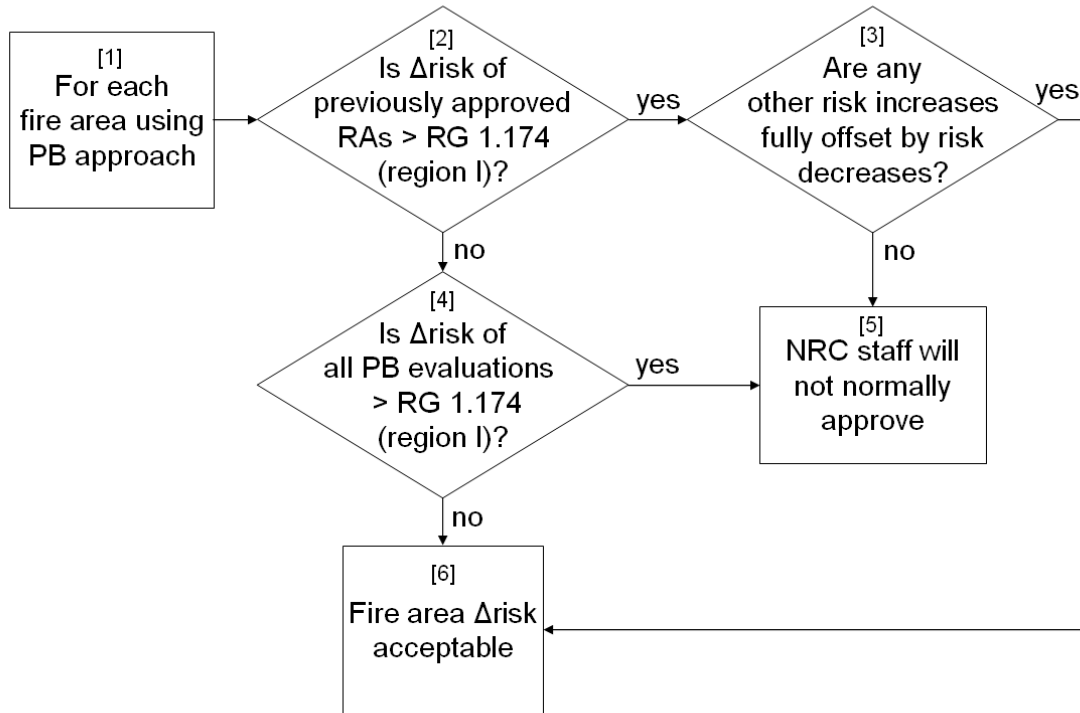 [1]
For each
fire area using
PB approach
[2]
Is Δrisk of
previously approved
RAs > RG 1.174
(region I)?
yes
[3]
Are any
other risk increases
fully offset by risk
decreases?
yes
no
no
[4]
Is Δrisk of
all PB evaluations
> RG 1.174
(region I)?
yes
[5]
NRC staff will
not normally
approve
no
[6]
Fire area Δrisk
acceptable